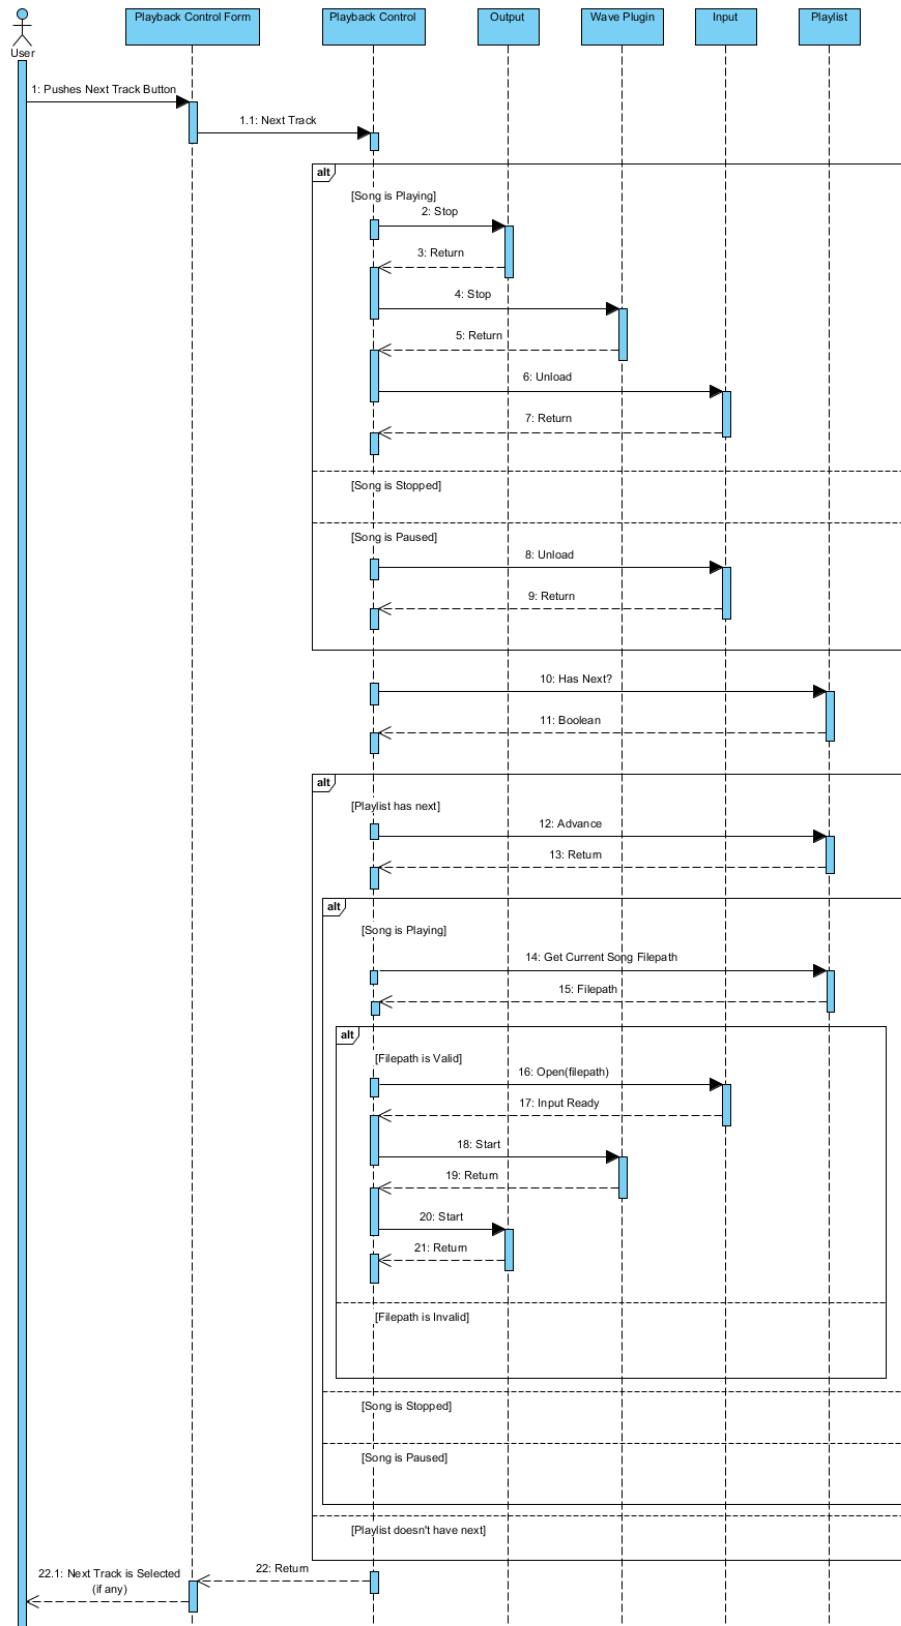 Playback Control Form
Playback Control
Output
Wave Plugin
Input
Playlist
User
1: Pushes Next Track Button
1.1: Next Track
alt
[Song is Playing]
2: Stop
3: Return
4: Stop
5: Return
6: Unload
7: Return
[Song is Stopped]
[Song is Paused]
8: Unload
9: Return
10: Has Next?
11: Boolean
alt
[Playlist has next]
12: Advance
13: Return
alt
[Song is Playing]
14: Get Current Song Filepath
15: Filepath
alt
[Filepath is Valid]
16: Open(filepath)
17: Input Ready
18: Start
19: Return
20: Start
21: Return
[Filepath is Invalid]
[Song is Stopped]
[Song is Paused]
[Playlist doesn't have next]
22: Return
22.1: Next Track is Selected
(if any)